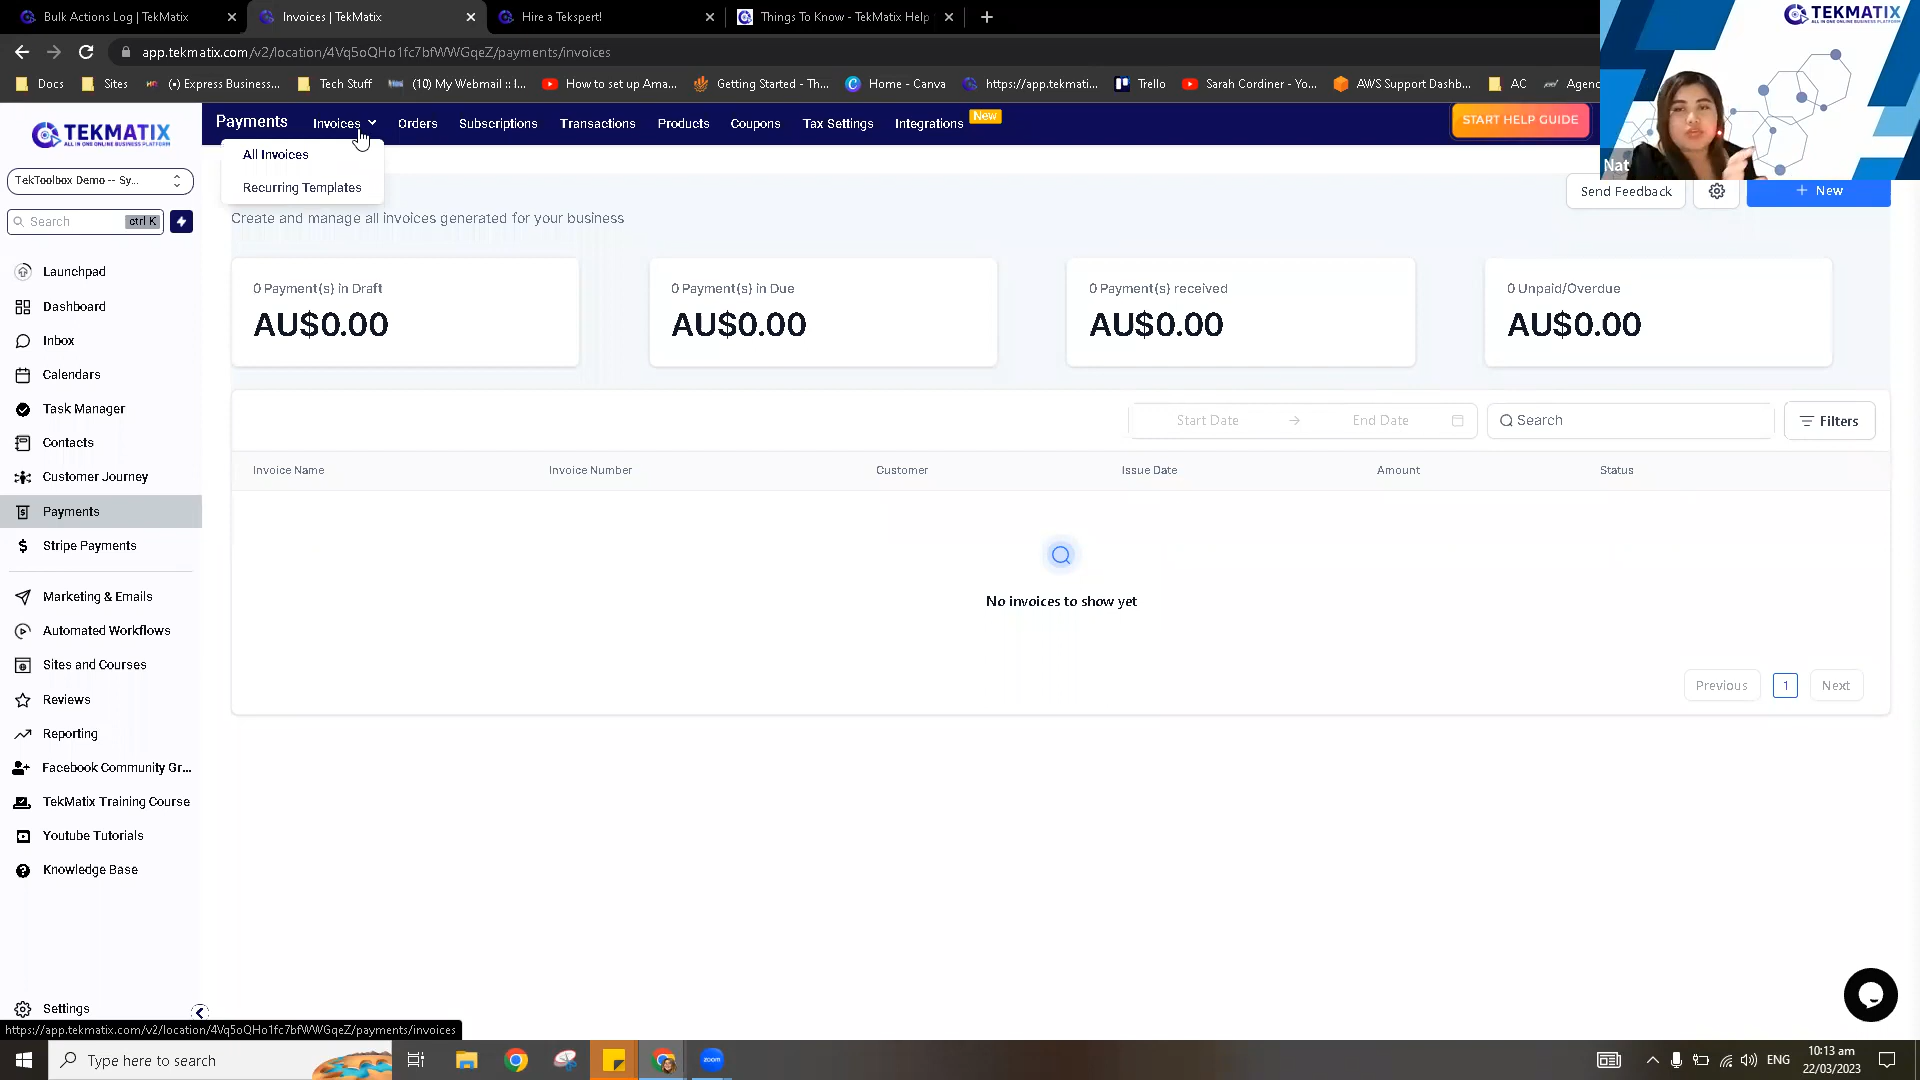 Bulk Actions Log | TekMatix
Invoices | TekMatix
Hire a Tekspert!
Things To Know - TekMatix Help
app.tekmatix.com/v2/location/4Vq5oQHo1fc7bfWWGqeZ/payments/invoices
Docs
Sites
(•) Express Business...
Tech Stuff
(10) My Webmail :: I...
How to set up Ama...
Getting Started - Th...
Home - Canva
https://app.tekmati...
Trello
Sarah Cordiner - Yo...
AWS Support Dashb...
AC
Agenc
TEKMATIX
ALL IN ONE ONLINE BUSINESS PLATFORM
Nat
TEKMATIX
ALL IN ONE ONLINE BUSINESS PLATFORM
Payments
Invoices
Orders
Subscriptions
Transactions
Products
Coupons
Tax Settings
Integrations
New
START HELP GUIDE
All Invoices
Recurring Templates
TekToolbox Demo -- Sy...
Search
ctrl K
Send Feedback
New
Create and manage all invoices generated for your business
Launchpad
Dashboard
Inbox
Calendars
Task Manager
Contacts
Customer Journey
Payments
Stripe Payments
Marketing & Emails
Automated Workflows
Sites and Courses
Reviews
Reporting
Facebook Community Gr...
TekMatix Training Course
Youtube Tutorials
Knowledge Base
Settings
0 Payment(s) in Draft
AU$0.00
0 Payment(s) in Due
AU$0.00
0 Payment(s) received
AU$0.00
0 Unpaid/Overdue
AU$0.00
Start Date
End Date
Search
Filters
Invoice Name
Invoice Number
Customer
Issue Date
Amount
Status
No invoices to show yet
Previous
1
Next
https://app.tekmatix.com/v2/location/4Vq5oQHo1fc7bfWWGqeZ/payments/invoices
Type here to search
zoom
ENG
10:13 am
22/03/2023